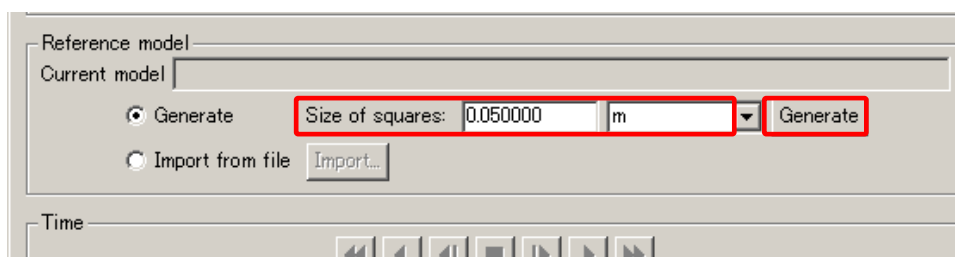 Reference model
Current model
Generate Size of squares: 0.050000 m Generate
Import from file Import...
Time